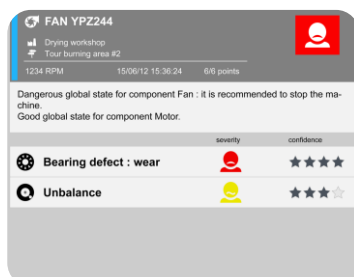 FAN YPZ244
Drying workshop
Tour burning area #2
1234 RPM 15/06/12 15:36:24 6/6 points
Dangerous global state for component Fan : it is recommended to stop the ma-
chine.
Good global state for component Motor.
severity confidence
Bearing defect : wear
Unbalance